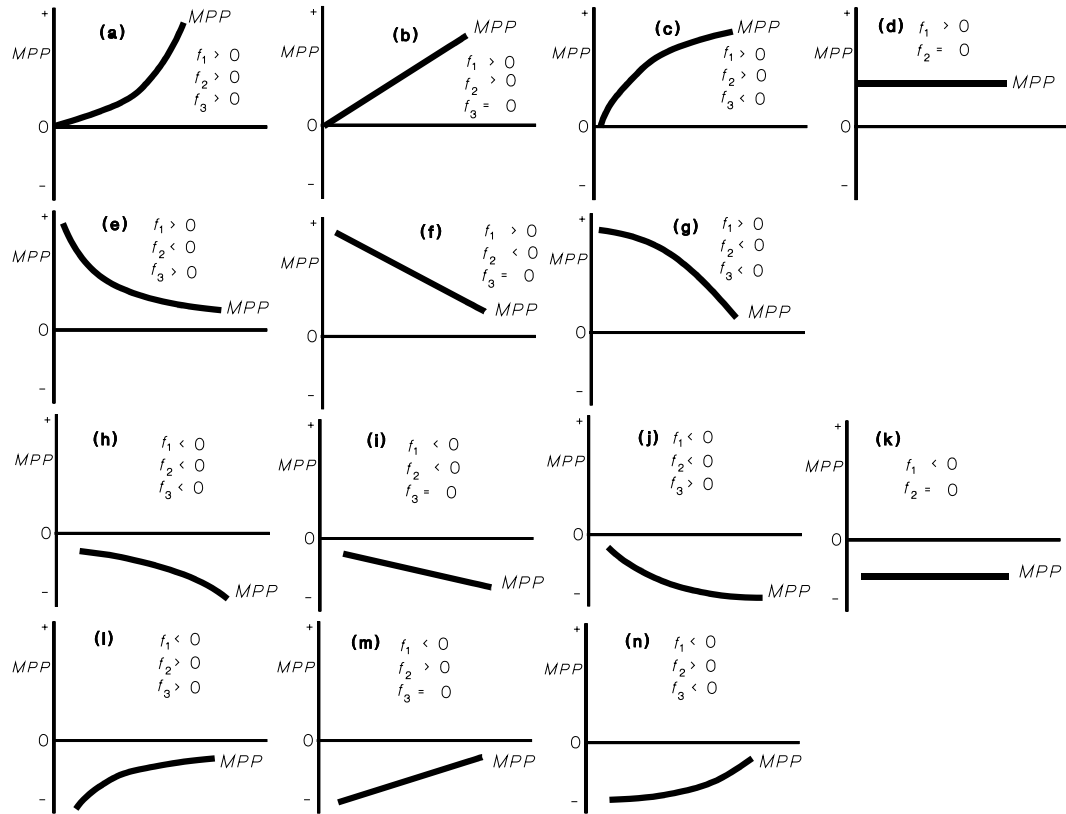 +
(a)
MPP
MPP
f1 > 0
f2 > 0
f3 > 0
0
-
+
(b)
MPP
MPP
f1 > 0
f2 > 0
f3 = 0
0
-
+
(c)
MPP
MPP
f1 > 0
f2 > 0
f3 < 0
0
-
+
(d)
f1 > 0
f2 = 0
MPP
MPP
0
-
+
(e)
f1 > 0
f2 < 0
f3 > 0
MPP
MPP
0
-
+
(f)
f1 > 0
f2 < 0
f3 = 0
MPP
MPP
0
-
+
(g)
f1 > 0
f2 < 0
f3 < 0
MPP
MPP
0
-
+
(h)
f1 < 0
f2 < 0
f3 < 0
MPP
0
MPP
-
+
(i)
f1 < 0
f2 < 0
f3 = 0
MPP
0
MPP
-
+
(j)
f1 < 0
f2 < 0
f3 > 0
MPP
0
MPP
-
+
(k)
f1 < 0
f2 = 0
MPP
0
MPP
-
+
(l)
f1 < 0
f2 > 0
f3 > 0
MPP
0
MPP
-
+
(m)
f1 < 0
f2 > 0
f3 = 0
MPP
0
MPP
-
+
(n)
f1 < 0
f2 > 0
f3 < 0
MPP
0
MPP
-